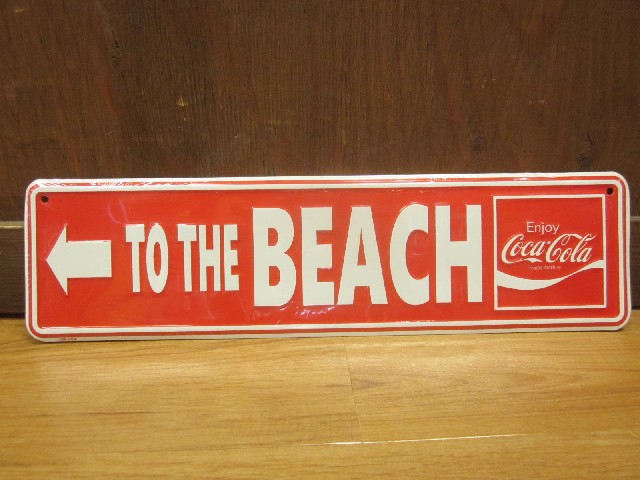 TO THE BEACH
Enjoy
Coca-Cola